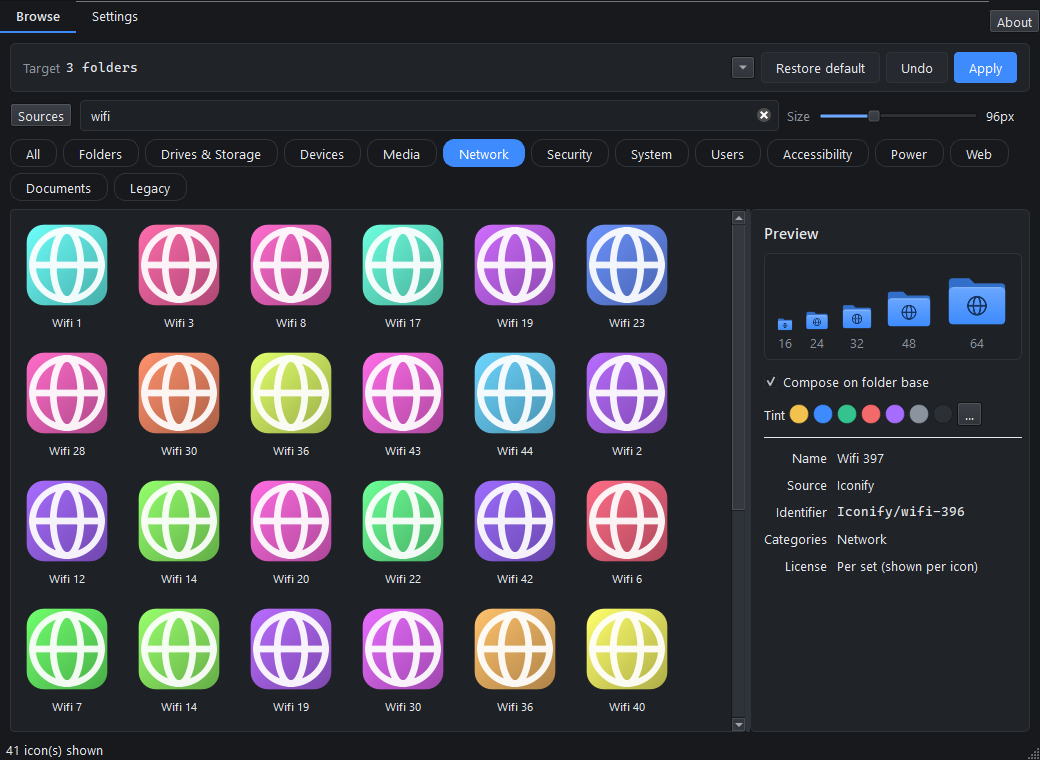 Browse Settings
About
Target 3 folders Restore default Undo Apply
Sources wifi Size 96px
All Folders Drives & Storage Devices Media Network Security System Users Accessibility Power Web
Documents Legacy
Wifi 1 Wifi 3 Wifi 8 Wifi 17 Wifi 19 Wifi 23
Wifi 28 Wifi 30 Wifi 36 Wifi 43 Wifi 44 Wifi 2
Wifi 12 Wifi 14 Wifi 20 Wifi 22 Wifi 42 Wifi 6
Wifi 7 Wifi 14 Wifi 19 Wifi 30 Wifi 36 Wifi 40
Preview
16 24 32 48 64
Compose on folder base
Tint ...
Name Wifi 397
Source Iconify
Identifier Iconify/wifi-396
Categories Network
License Per set (shown per icon)
41 icon(s) shown